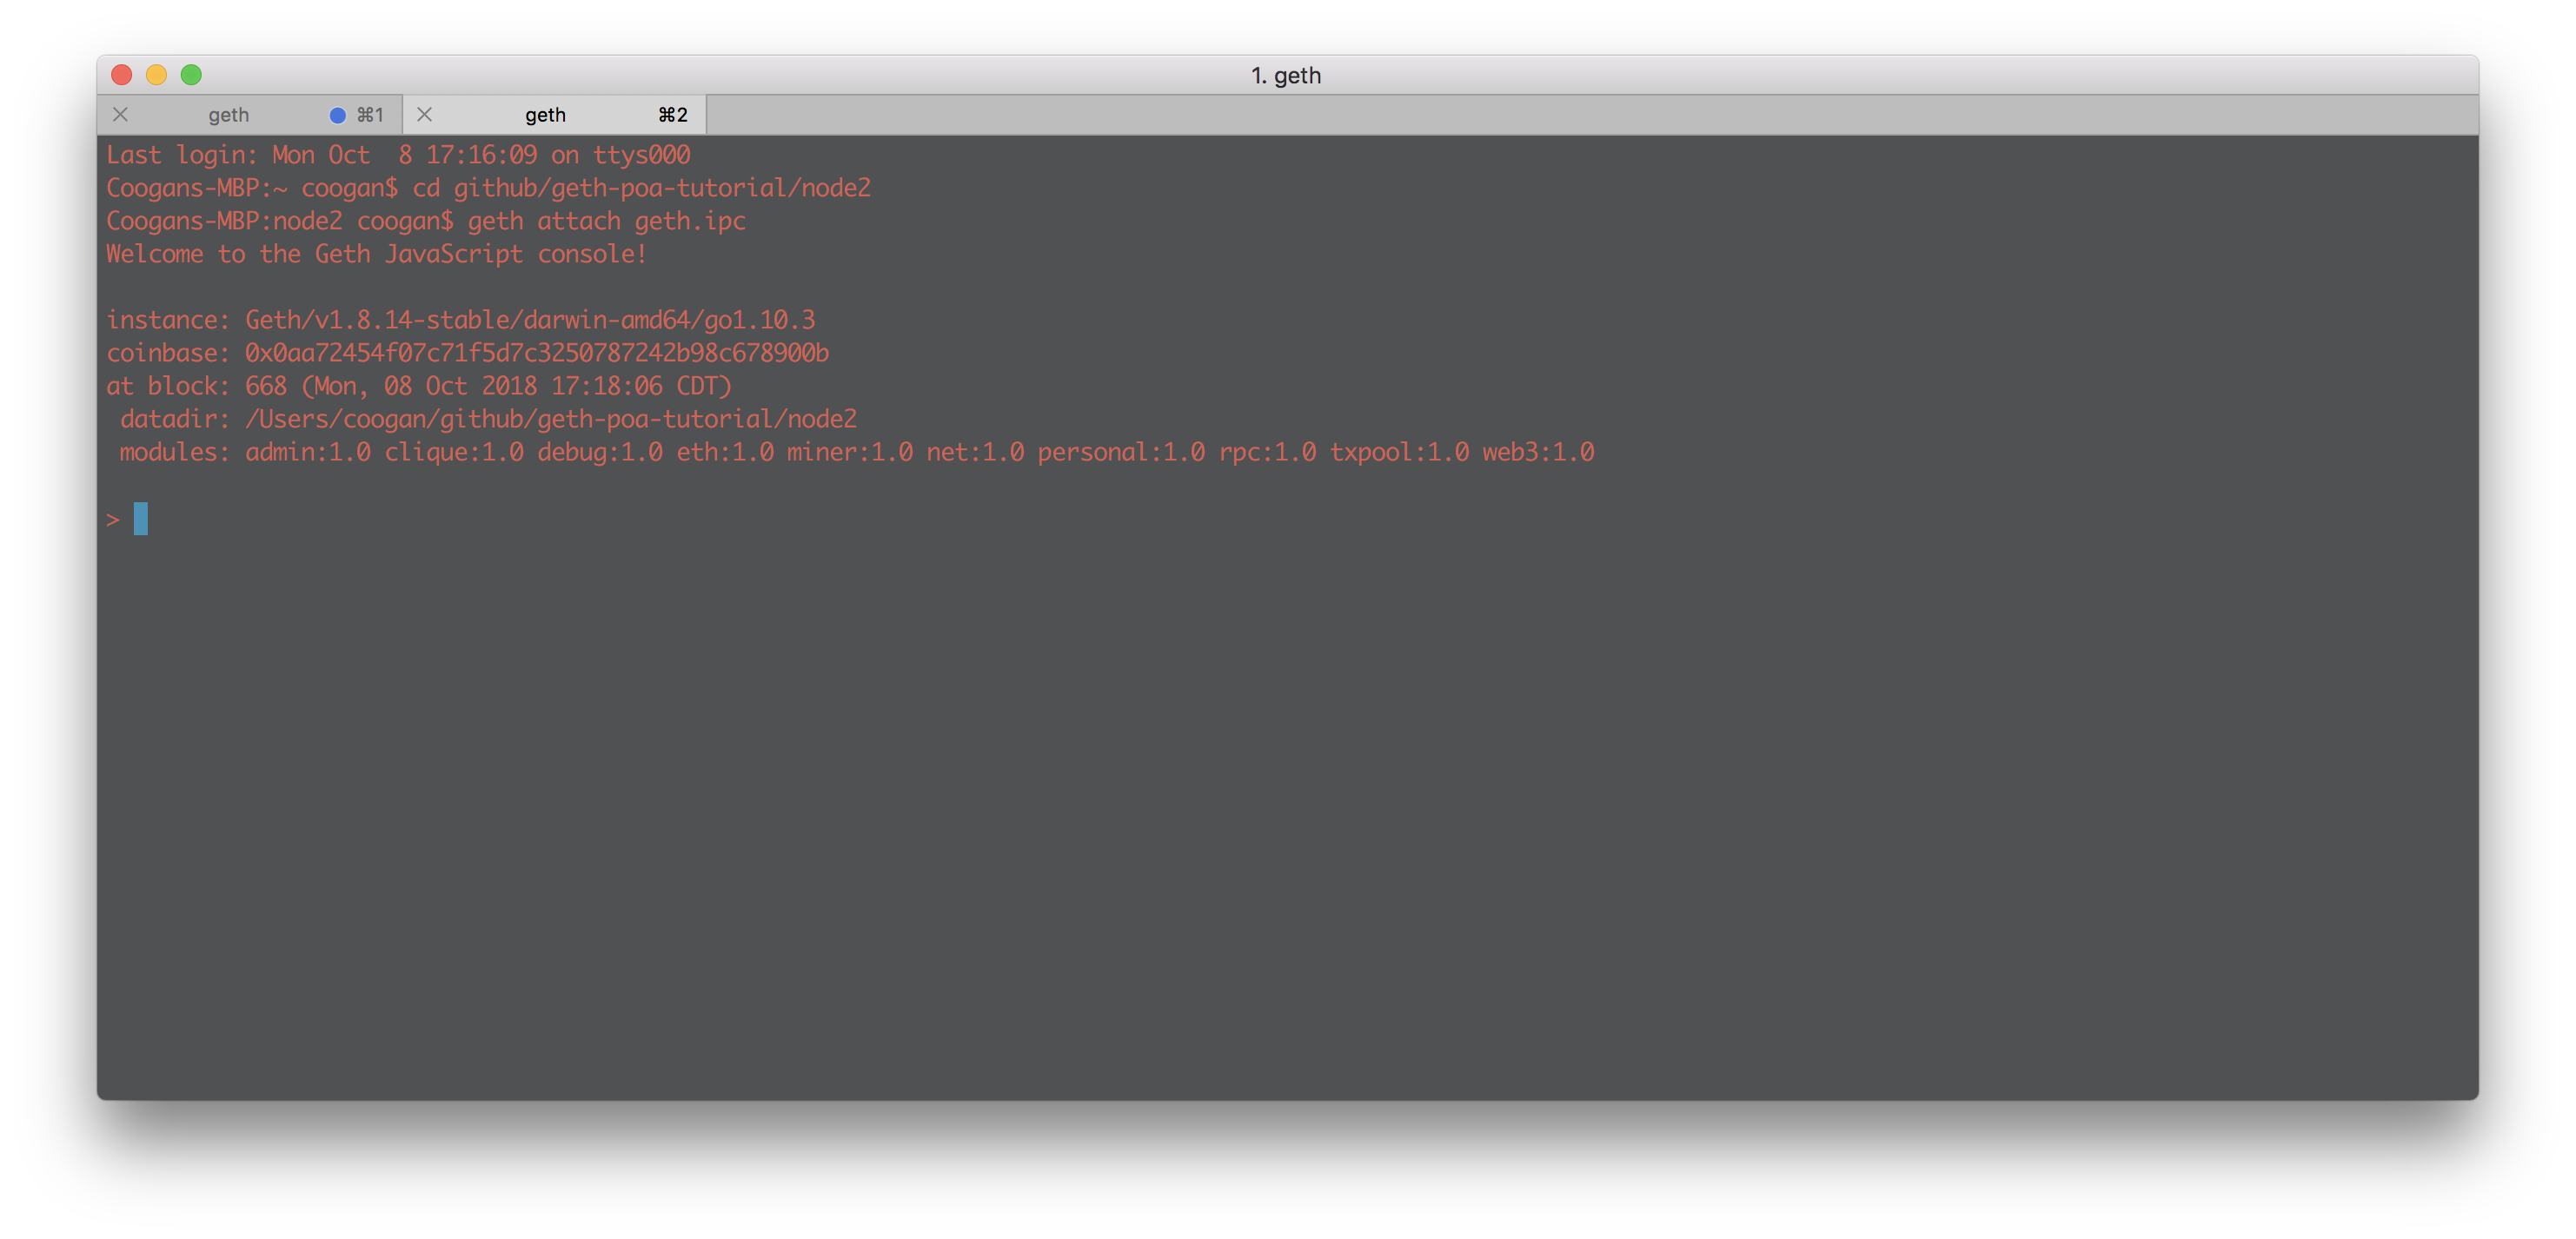 1. geth
geth ⌘1 geth ⌘2
Last login: Mon Oct  8 17:16:09 on ttys000
Coogans-MBP:~ coogan$ cd github/geth-poa-tutorial/node2
Coogans-MBP:node2 coogan$ geth attach geth.ipc
Welcome to the Geth JavaScript console!
instance: Geth/v1.8.14-stable/darwin-amd64/go1.10.3
coinbase: 0x0aa72454f07c71f5d7c3250787242b98c678900b
at block: 668 (Mon, 08 Oct 2018 17:18:06 CDT)
 datadir: /Users/coogan/github/geth-poa-tutorial/node2
 modules: admin:1.0 clique:1.0 debug:1.0 eth:1.0 miner:1.0 net:1.0 personal:1.0 rpc:1.0 txpool:1.0 web3:1.0
>